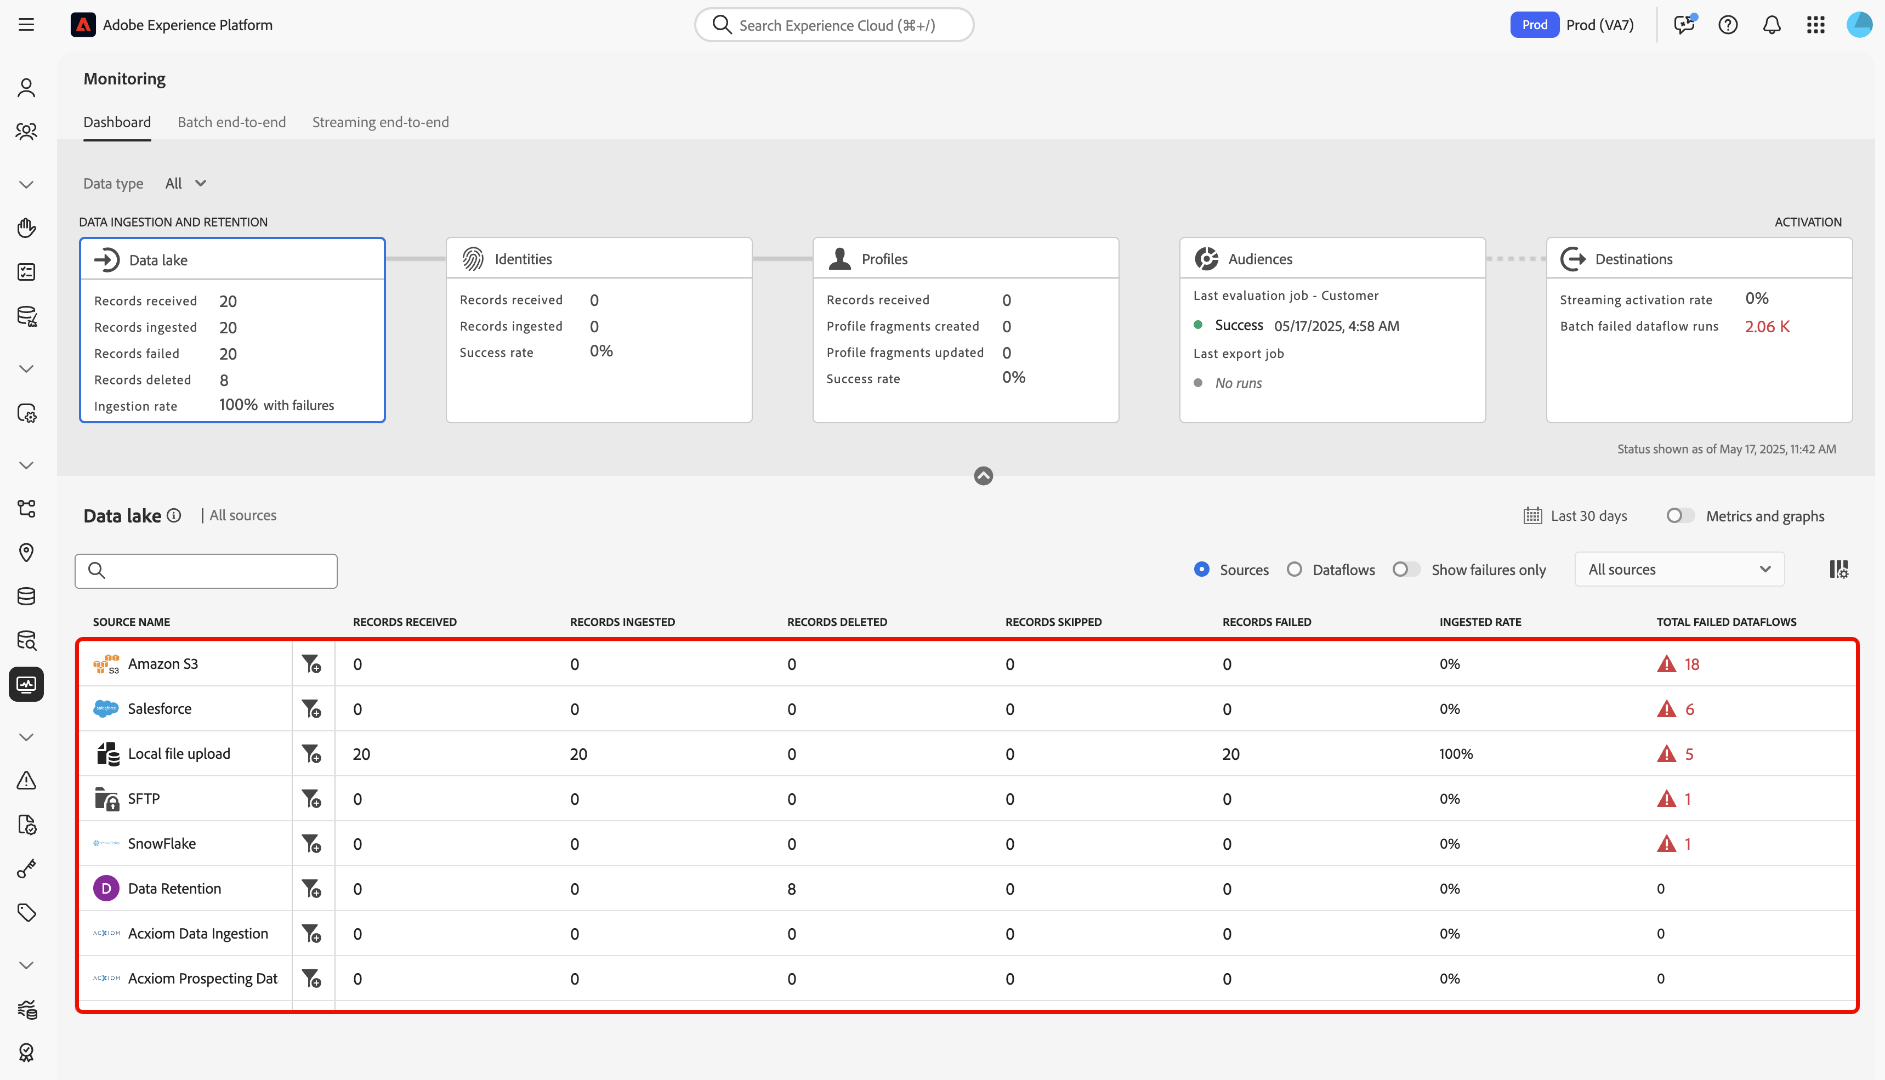 Adobe Experience Platform
Search Experience Cloud (⌘+/)
Prod Prod (VA7)
Monitoring
Dashboard Batch end-to-end Streaming end-to-end
Data type All
DATA INGESTION AND RETENTION ACTIVATION
Data lake
Records received 20
Records ingested 20
Records failed 20
Records deleted 8
Ingestion rate 100% with failures
Identities
Records received 0
Records ingested 0
Success rate 0%
Profiles
Records received 0
Profile fragments created 0
Profile fragments updated 0
Success rate 0%
Audiences
Last evaluation job - Customer
Success 05/17/2025, 4:58 AM
Last export job
No runs
Destinations
Streaming activation rate 0%
Batch failed dataflow runs 2.06 K
Status shown as of May 17, 2025, 11:42 AM
Data lake | All sources Last 30 days Metrics and graphs
Sources Dataflows Show failures only All sources
SOURCE NAME RECORDS RECEIVED RECORDS INGESTED RECORDS DELETED RECORDS SKIPPED RECORDS FAILED INGESTED RATE TOTAL FAILED DATAFLOWS
S3 Amazon S3 0 0 0 0 0 0% 18
Salesforce 0 0 0 0 0 0% 6
Local file upload 20 20 0 0 20 100% 5
SFTP 0 0 0 0 0 0% 1
SnowFlake 0 0 0 0 0 0% 1
D Data Retention 0 0 8 0 0 0% 0
ACXIOM Acxiom Data Ingestion 0 0 0 0 0 0% 0
ACXIOM Acxiom Prospecting Dat 0 0 0 0 0 0% 0